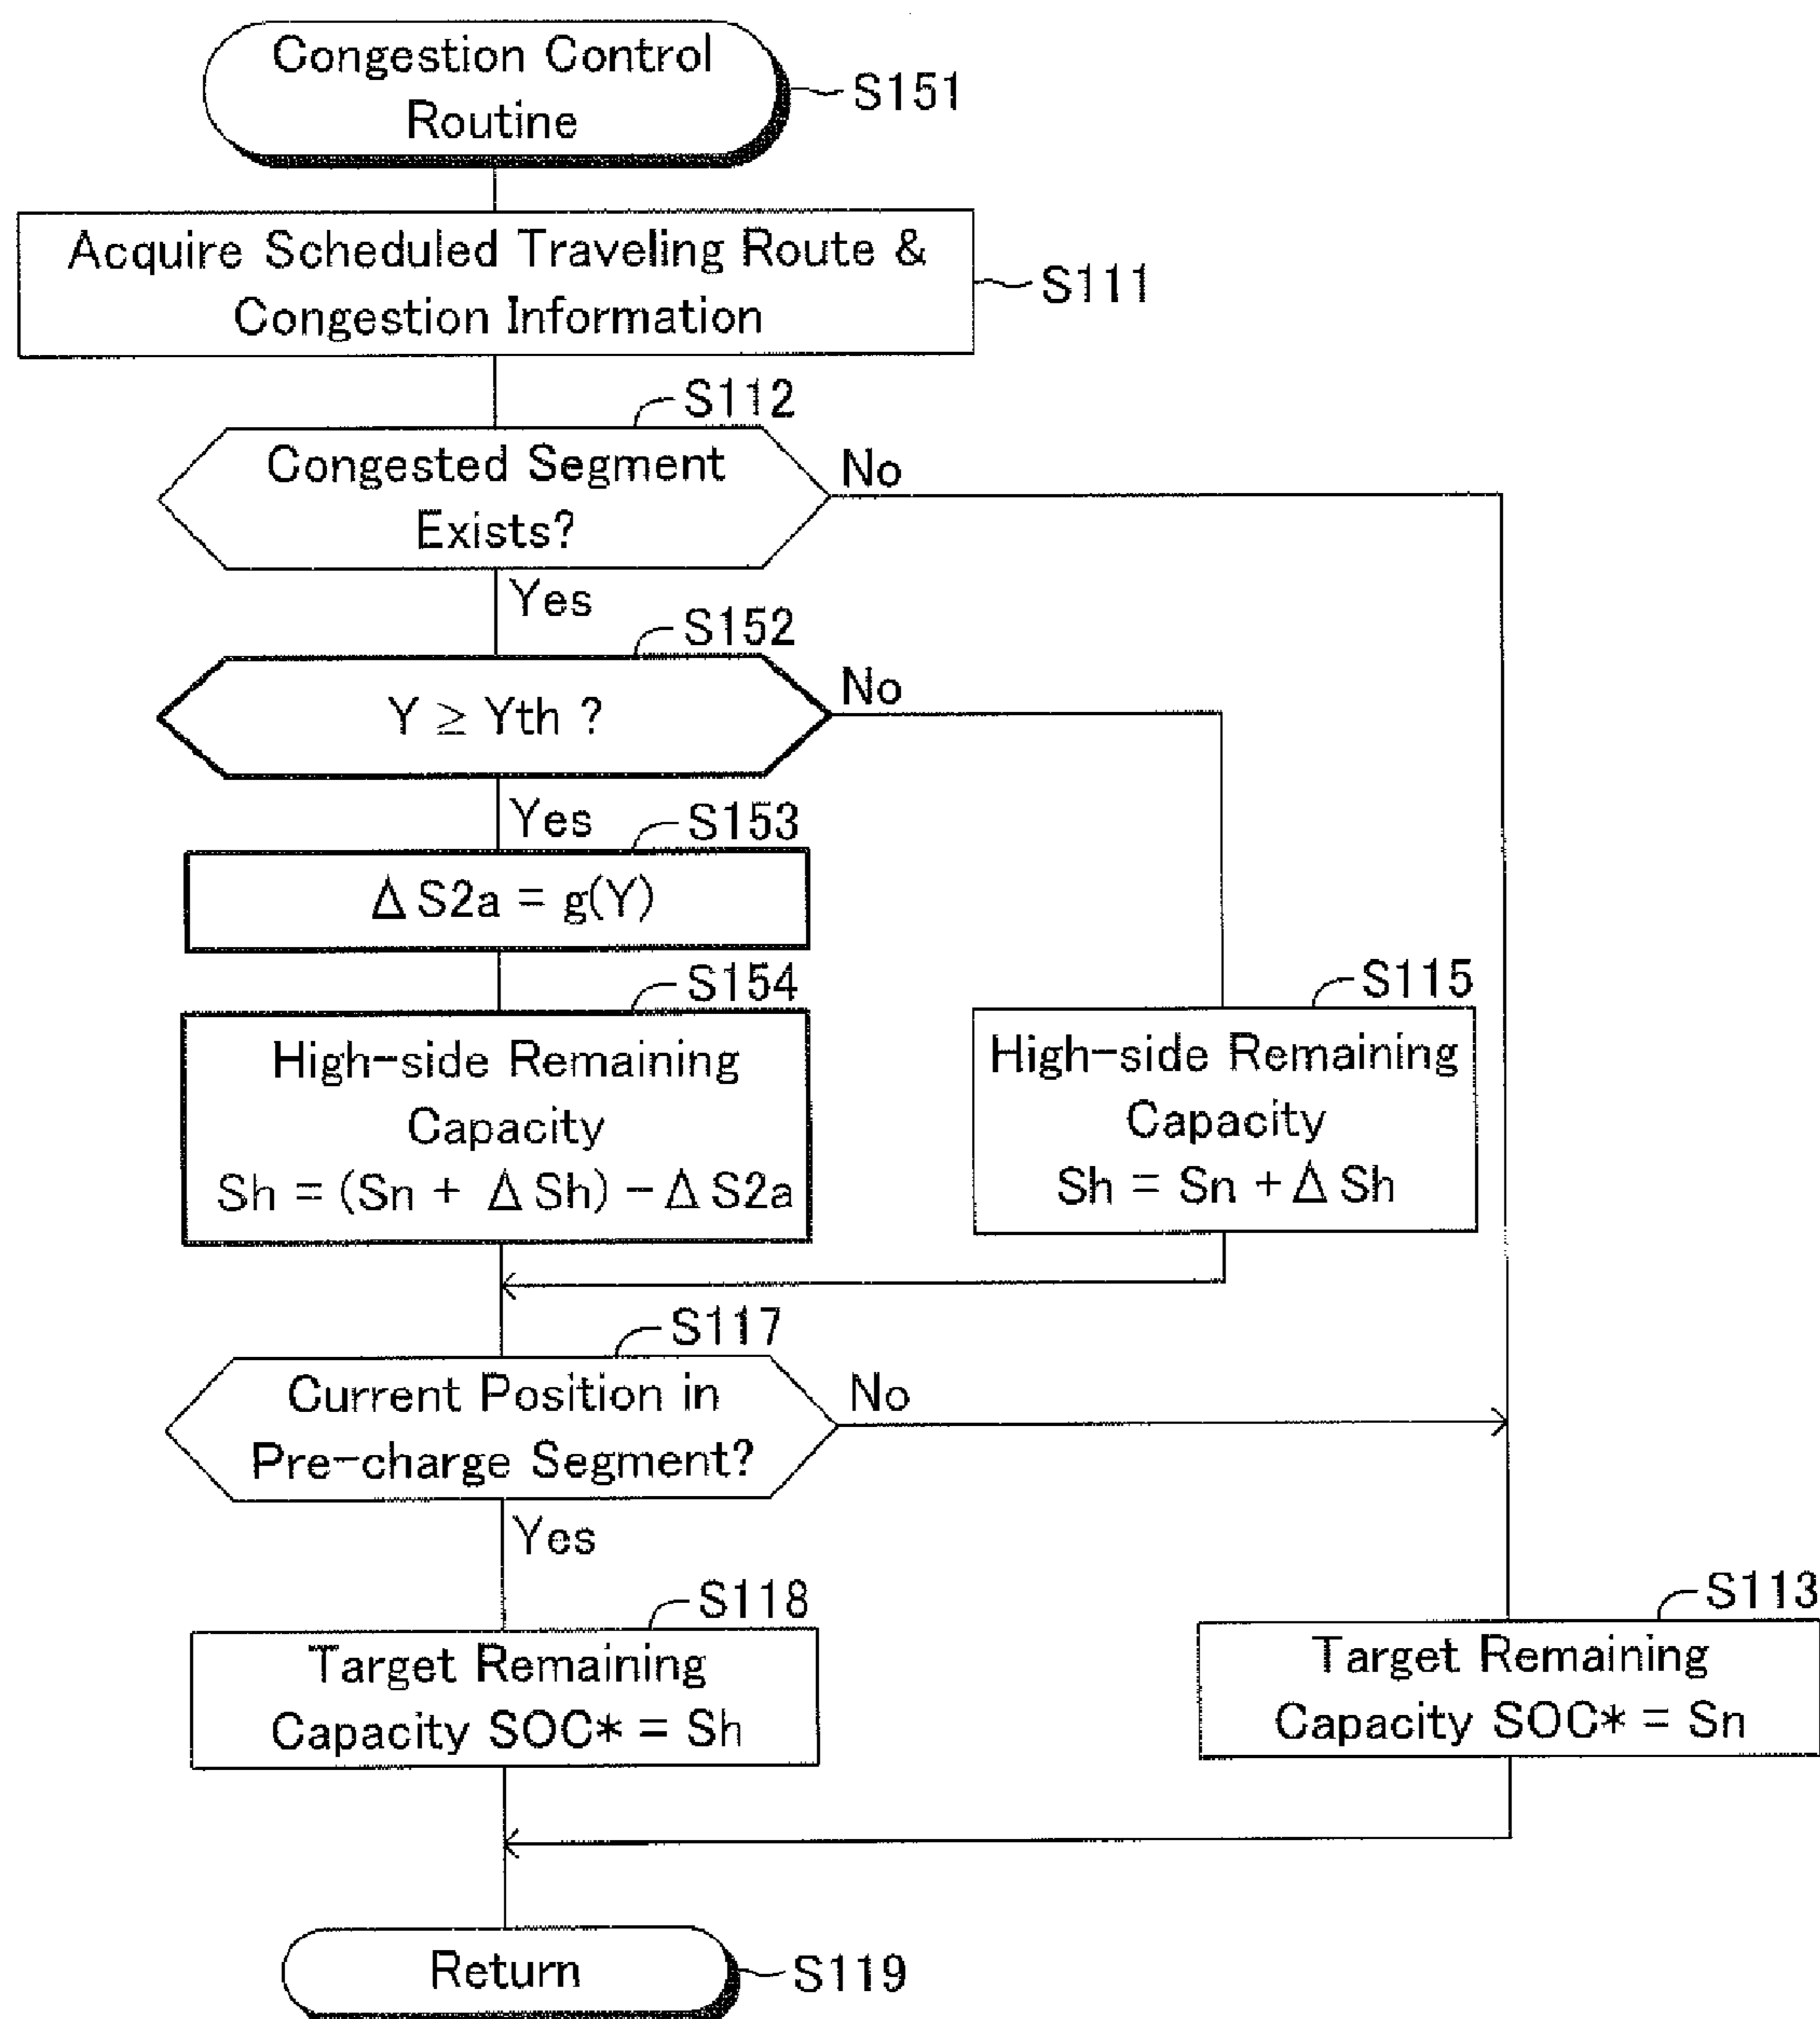 Congestion Control
Routine
S151
Acquire Scheduled Traveling Route &
Congestion Information
S111
S112
Congested Segment
Exists?
No
Yes
S152
Y ≥ Yth ?
No
Yes
S153
Δ S2a = g(Y)
S154
High-side Remaining
Capacity
Sh = (Sn + Δ Sh) - Δ S2a
S115
High-side Remaining
Capacity
Sh = Sn + Δ Sh
S117
Current Position in
Pre-charge Segment?
No
Yes
S118
Target Remaining
Capacity SOC* = Sh
S113
Target Remaining
Capacity SOC* = Sn
Return
S119